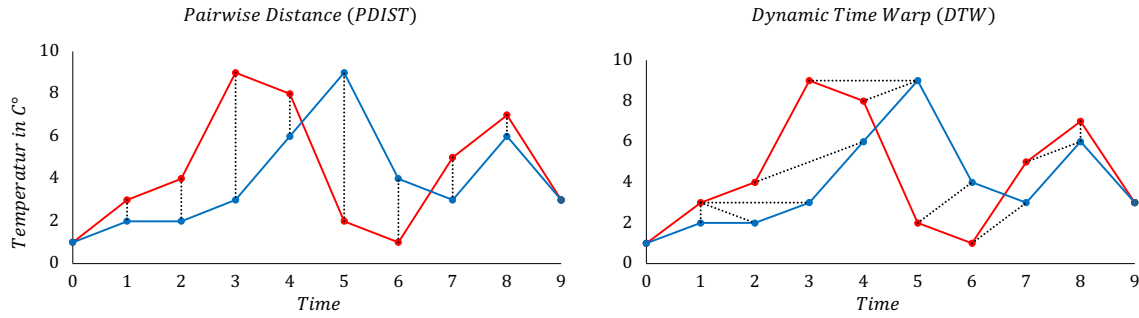 Pairwise Distance (PDIST)
Temperatur in C°
10
8
6
4
2
0
0 1 2 3 4 5 6 7 8 9
Time
Dynamic Time Warp (DTW)
10
8
6
4
2
0
0 1 2 3 4 5 6 7 8 9
Time